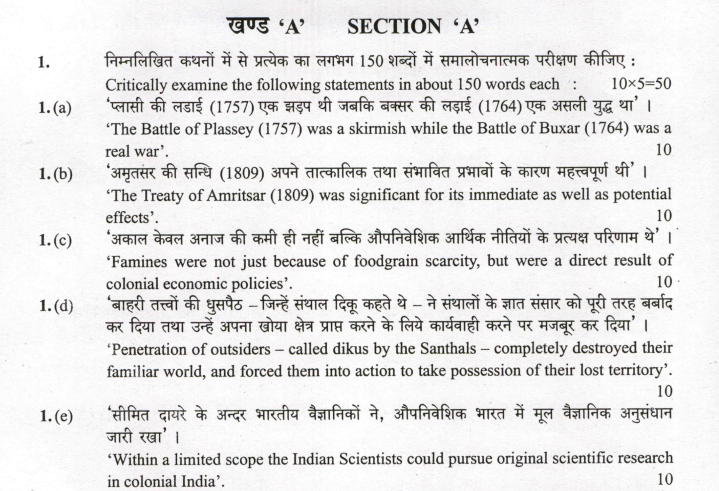 खण्ड ‘A’ SECTION ‘A’
1. निम्नलिखित कथनों में से प्रत्येक का लगभग 150 शब्दों में समालोचनात्मक परीक्षण कीजिए :
Critically examine the following statements in about 150 words each : 10×5=50
1.(a) ‘प्लासी की लडाई (1757) एक झड़प थी जबकि बक्सर की लड़ाई (1764) एक असली युद्ध था’ ।
‘The Battle of Plassey (1757) was a skirmish while the Battle of Buxar (1764) was a
real war’. 10
1.(b) ‘अमृतसर की सन्धि (1809) अपने तात्कालिक तथा संभावित प्रभावों के कारण महत्त्वपूर्ण थी’ ।
‘The Treaty of Amritsar (1809) was significant for its immediate as well as potential
effects’. 10
1.(c) ‘अकाल केवल अनाज की कमी ही नहीं बल्कि औपनिवेशिक आर्थिक नीतियों के प्रत्यक्ष परिणाम थे’ ।
‘Famines were not just because of foodgrain scarcity, but were a direct result of
colonial economic policies’. 10
1.(d) ‘बाहरी तत्त्वों की घुसपैठ – जिन्हें संथाल दिकू कहते थे – ने संथालों के ज्ञात संसार को पूरी तरह बर्बाद
कर दिया तथा उन्हें अपना खोया क्षेत्र प्राप्त करने के लिये कार्यवाही करने पर मजबूर कर दिया’ ।
‘Penetration of outsiders – called dikus by the Santhals – completely destroyed their
familiar world, and forced them into action to take possession of their lost territory’.
10
1.(e) ‘सीमित दायरे के अन्दर भारतीय वैज्ञानिकों ने, औपनिवेशिक भारत में मूल वैज्ञानिक अनुसंधान
जारी रखा’ ।
‘Within a limited scope the Indian Scientists could pursue original scientific research
in colonial India’. 10